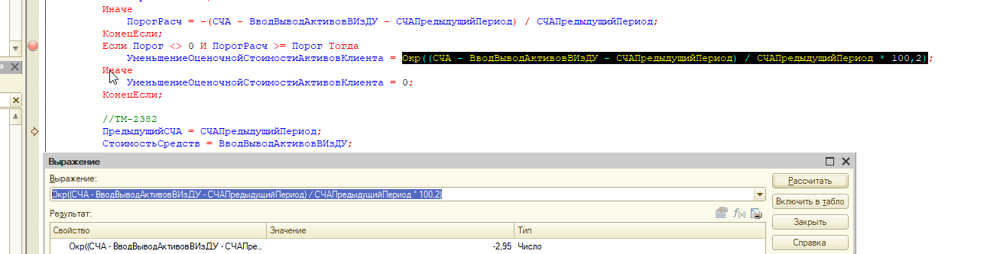 Иначе
ПорогРасч = -(СЧА - ВводВыводАктивовВИзДУ - СЧАПредыдущийПериод) / СЧАПредыдущийПериод;
КонецЕсли;
Если Порог <> 0 И ПорогРасч >= Порог Тогда
УменьшениеОценочнойСтоимостиАктивовКлиента = Окр((СЧА - ВводВыводАктивовВИзДУ - СЧАПредыдущийПериод) / СЧАПредыдущийПериод * 100,2);
Иначе
УменьшениеОценочнойСтоимостиАктивовКлиента = 0;
КонецЕсли;
//ТМ-2382
ПредыдущийСЧА = СЧАПредыдущийПериод;
СтоимостьСредств = ВводВыводАктивовВИзДУ;
Выражение
Выражение:
Окр((СЧА - ВводВыводАктивовВИзДУ - СЧАПредыдущийПериод) / СЧАПредыдущийПериод * 100,2)
Рассчитать
Включить в табло
Результат:
Закрыть
Свойство Значение Тип
Окр((СЧА - ВводВыводАктивовВИзДУ - СЧАПре... -2,95 Число
Справка